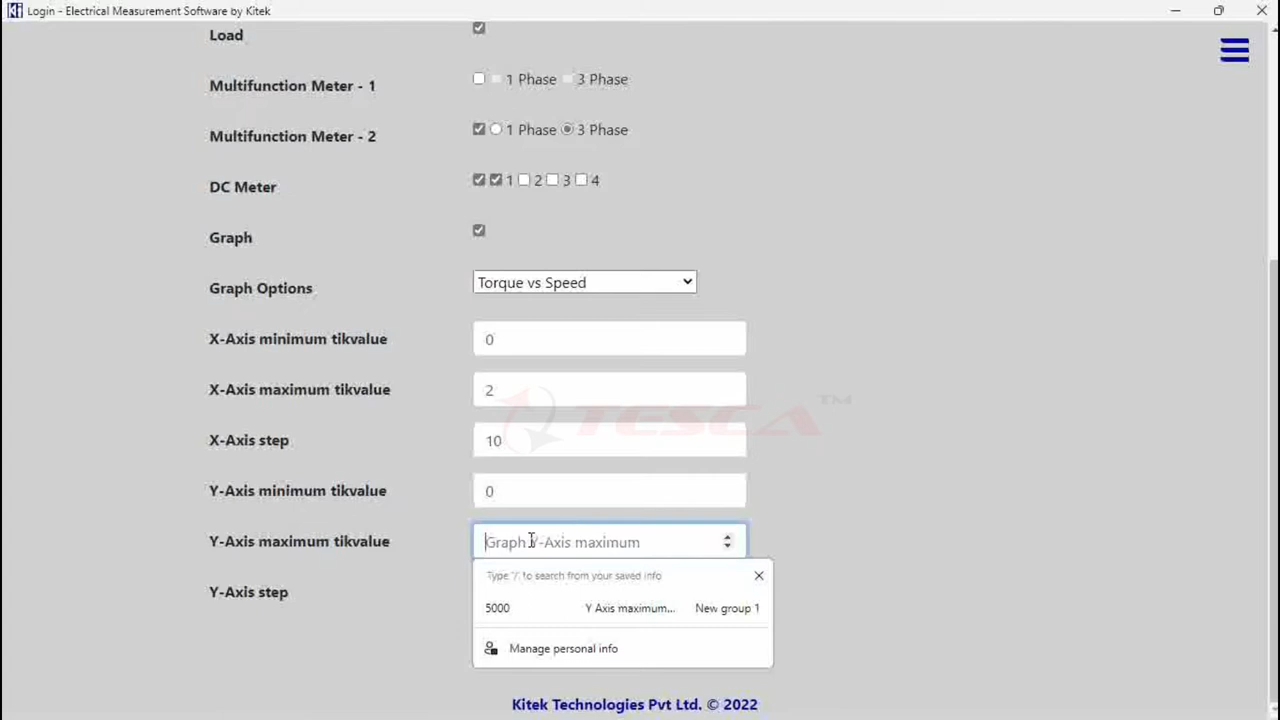 Login - Electrical Measurement Software by Kitek
Load
Multifunction Meter - 1 1 Phase 3 Phase
Multifunction Meter - 2 1 Phase 3 Phase
DC Meter 1 2 3 4
Graph
Graph Options Torque vs Speed
X-Axis minimum tikvalue 0
X-Axis maximum tikvalue 2
TESCA™
X-Axis step 10
Y-Axis minimum tikvalue 0
Y-Axis maximum tikvalue Graph Y-Axis maximum
Type '/' to search from your saved info
Y-Axis step
5000 Y Axis maximum... New group 1
Manage personal info
Kitek Technologies Pvt Ltd. © 2022